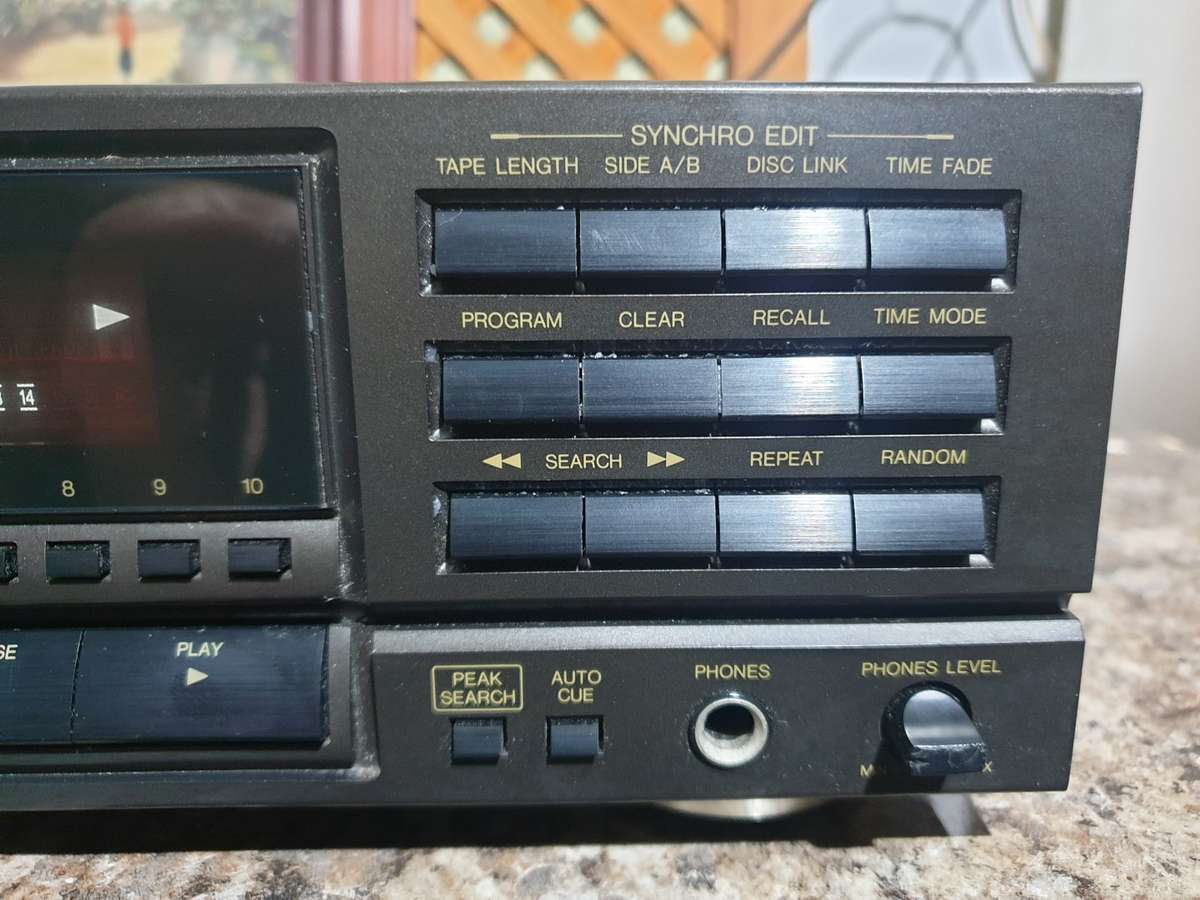 SYNCHRO EDIT
TAPE LENGTH SIDE A/B DISC LINK TIME FADE
PROGRAM CLEAR RECALL TIME MODE
14
SEARCH REPEAT RANDOM
8 9 10
SE PLAY
PEAK SEARCH
AUTO CUE
PHONES
PHONES LEVEL